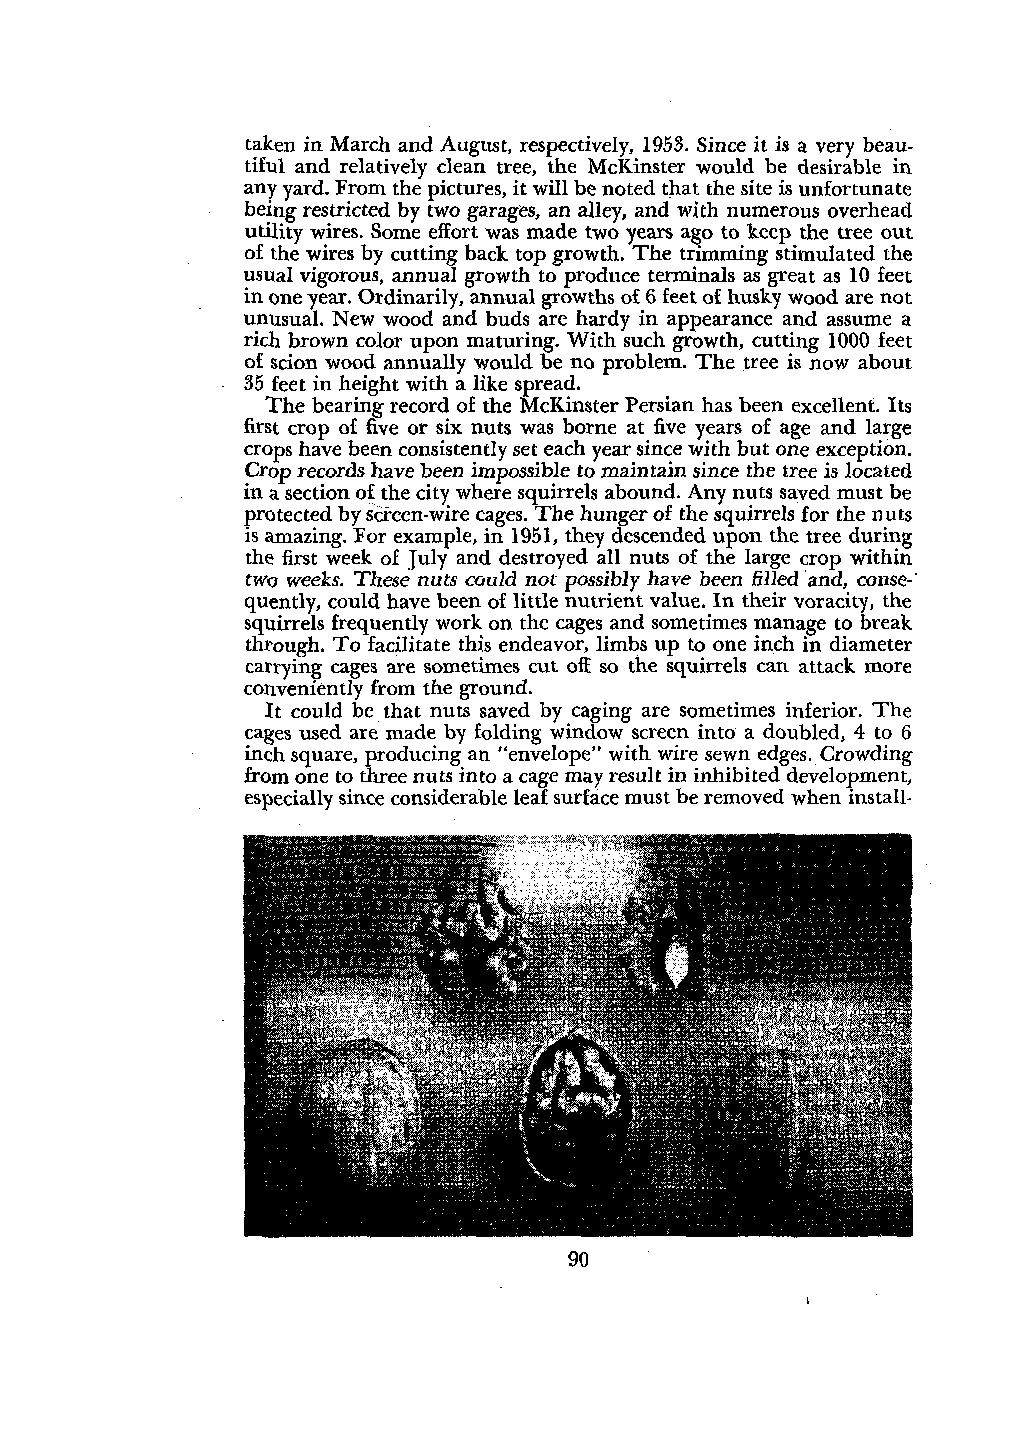 taken in March and August, respectively, 1953. Since it is a very beau-
tiful and relatively clean tree, the McKinster would be desirable in
any yard. From the pictures, it will be noted that the site is unfortunate
being restricted by two garages, an alley, and with numerous overhead
utility wires. Some effort was made two years ago to keep the tree out
of the wires by cutting back top growth. The trimming stimulated the
usual vigorous, annual growth to produce terminals as great as 10 feet
in one year. Ordinarily, annual growths of 6 feet of husky wood are not
unusual. New wood and buds are hardy in appearance and assume a
rich brown color upon maturing. With such growth, cutting 1000 feet
of scion wood annually would be no problem. The tree is now about
35 feet in height with a like spread.
The bearing record of the McKinster Persian has been excellent. Its
first crop of five or six nuts was borne at five years of age and large
crops have been consistently set each year since with but one exception.
Crop records have been impossible to maintain since the tree is located
in a section of the city where squirrels abound. Any nuts saved must be
protected by screen-wire cages. The hunger of the squirrels for the nuts
is amazing. For example, in 1951, they descended upon the tree during
the first week of July and destroyed all nuts of the large crop within
two weeks. These nuts could not possibly have been filled and, conse-
quently, could have been of little nutrient value. In their voracity, the
squirrels frequently work on the cages and sometimes manage to break
through. To facilitate this endeavor, limbs up to one inch in diameter
carrying cages are sometimes cut off so the squirrels can attack more
conveniently from the ground.
It could be that nuts saved by caging are sometimes inferior. The
cages used are made by folding window screen into a doubled, 4 to 6
inch square, producing an "envelope" with wire sewn edges. Crowding
from one to three nuts into a cage may result in inhibited development,
especially since considerable leaf surface must be removed when install-
90